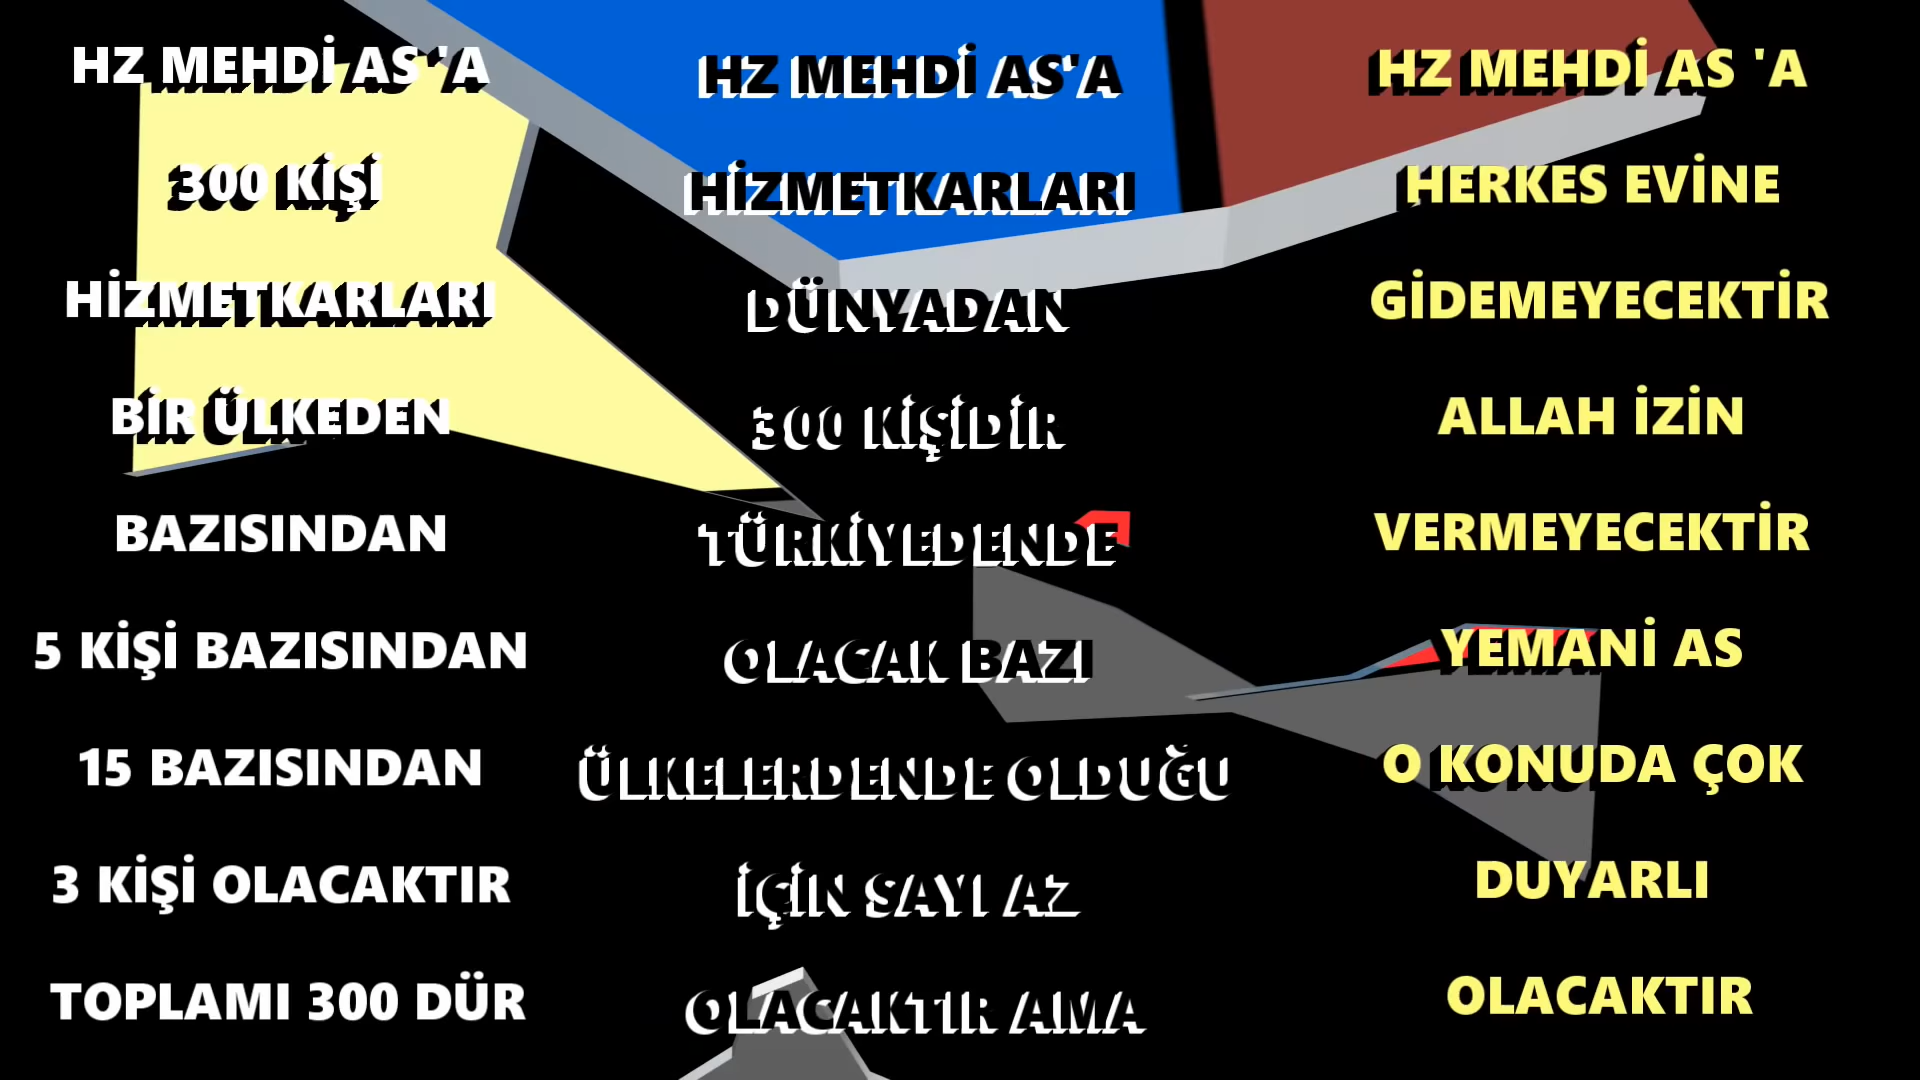 HZ MEHDİ AS 'A
300 KİŞİ
HİZMETKARLARI
BİR ÜLKEDEN
BAZISINDAN
5 KİŞİ BAZISINDAN
15 BAZISINDAN
3 KİŞİ OLACAKTIR
TOPLAMI 300 DÜR
HZ MEHDİ AS'A
HİZMETKARLARI
DÜNYADAN
300 KİŞİDİR
TÜRKİYEDENDE
OLACAK BAZI
ÜLKELERDENDE OLDUĞU
İÇİN SAYI AZ
OLACAKTIR AMA
HZ MEHDİ AS 'A
HERKES EVİNE
GİDEMEYECEKTİR
ALLAH İZİN
VERMEYECEKTİR
YEMANİ AS
O KONUDA ÇOK
DUYARLI
OLACAKTIR